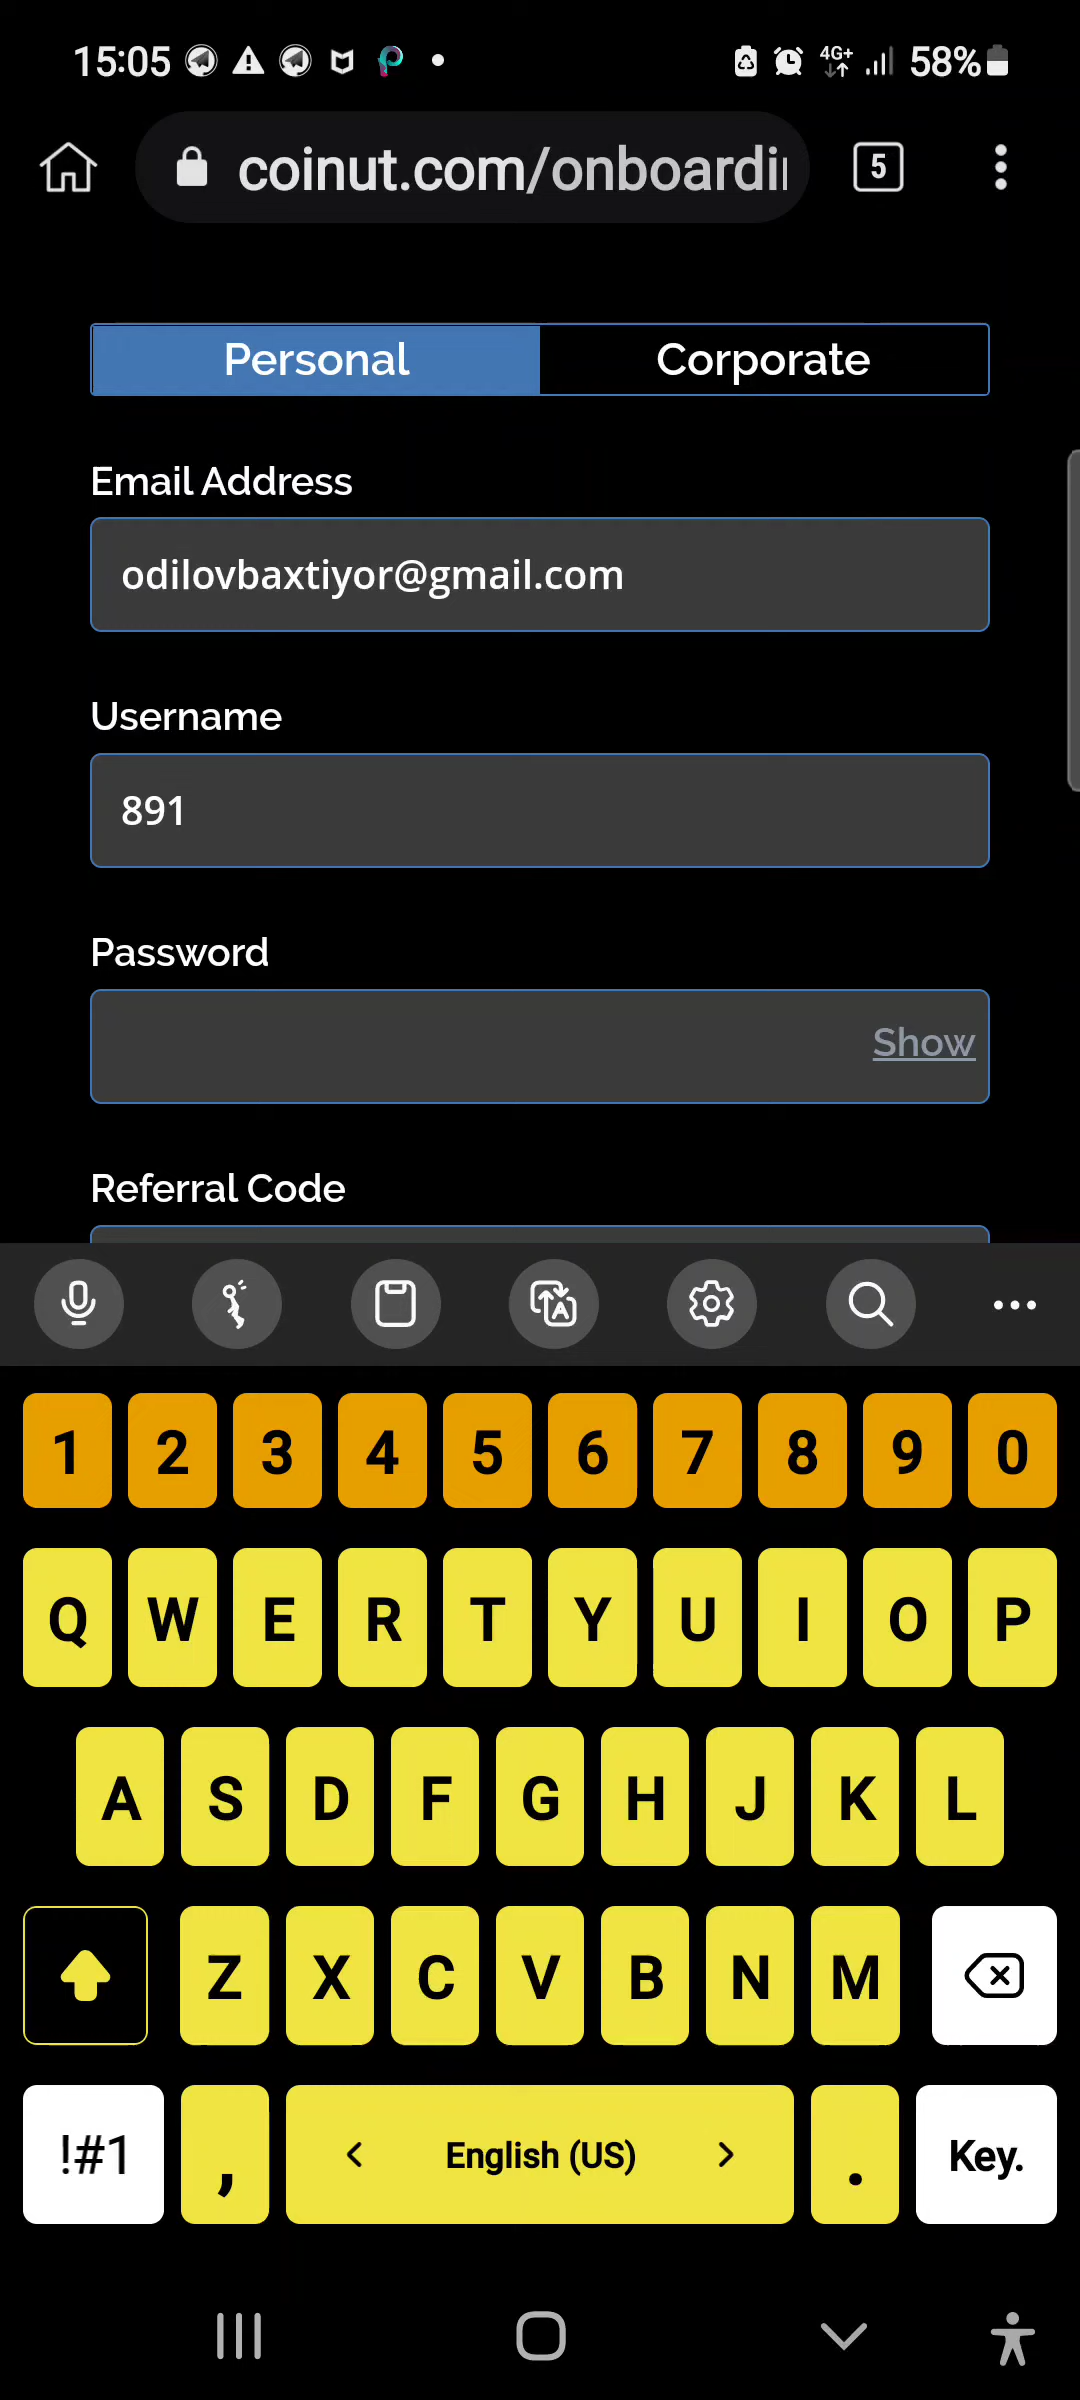 15:05 4G+ 58%
coinut.com/onboardi
5
Personal Corporate
Email Address
odilovbaxtiyor@gmail.com
Username
891
Password
Show
Referral Code
1 2 3 4 5 6 7 8 9 0
Q W E R T Y U I O P
A S D F G H J K L
Z X C V B N M
!#1 , < English (US) > . Key.